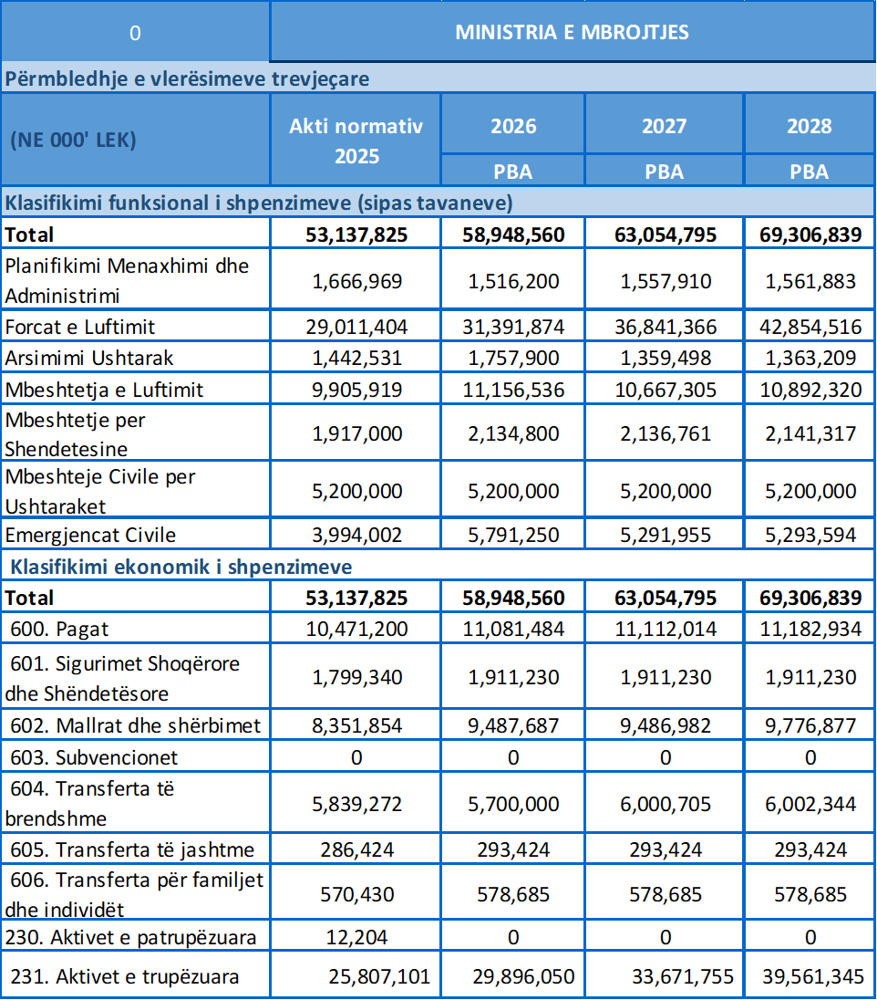 0 MINISTRIA E MBROJTJES
Përmbledhje e vlerësimeve trevjeçare
(NE 000' LEK) Akti normativ 2025 2026 2027 2028
PBA PBA PBA
Klasifikimi funksional i shpenzimeve (sipas tavaneve)
Total 53,137,825 58,948,560 63,054,795 69,306,839
Planifikimi Menaxhimi dhe
Administrimi 1,666,969 1,516,200 1,557,910 1,561,883
Forcat e Luftimit 29,011,404 31,391,874 36,841,366 42,854,516
Arsimimi Ushtarak 1,442,531 1,757,900 1,359,498 1,363,209
Mbeshtetja e Luftimit 9,905,919 11,156,536 10,667,305 10,892,320
Mbeshtetje per
Shendetesine 1,917,000 2,134,800 2,136,761 2,141,317
Mbeshteje Civile per
Ushtaraket 5,200,000 5,200,000 5,200,000 5,200,000
Emergjencat Civile 3,994,002 5,791,250 5,291,955 5,293,594
Klasifikimi ekonomik i shpenzimeve
Total 53,137,825 58,948,560 63,054,795 69,306,839
600. Pagat 10,471,200 11,081,484 11,112,014 11,182,934
601. Sigurimet Shoqërore
dhe Shëndetësore 1,799,340 1,911,230 1,911,230 1,911,230
602. Mallrat dhe shërbimet 8,351,854 9,487,687 9,486,982 9,776,877
603. Subvencionet 0 0 0 0
604. Transferta të
brendshme 5,839,272 5,700,000 6,000,705 6,002,344
605. Transferta të jashtme 286,424 293,424 293,424 293,424
606. Transferta për familjet
dhe individët 570,430 578,685 578,685 578,685
230. Aktivet e patrupëzuara 12,204 0 0 0
231. Aktivet e trupëzuara 25,807,101 29,896,050 33,671,755 39,561,345